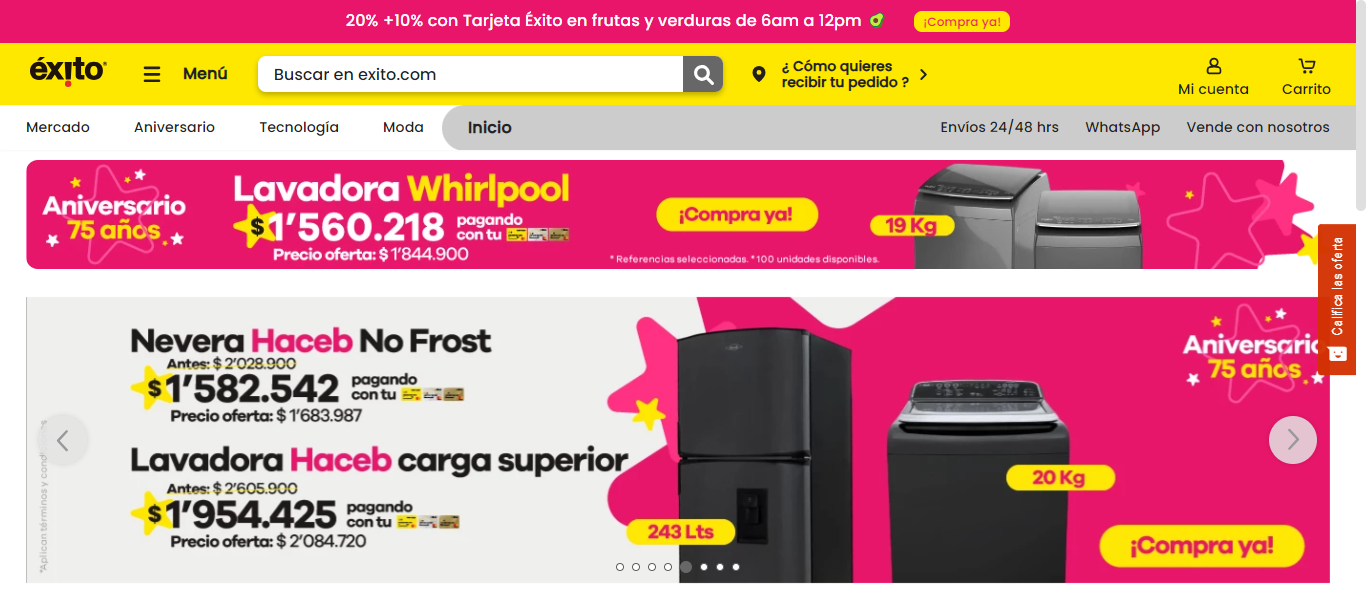 20% +10% con Tarjeta Éxito en frutas y verduras de 6am a 12pm ¡Compra ya!
éxito
Menú
Buscar en exito.com
¿ Cómo quieres
recibir tu pedido ?
Mi cuenta
Carrito
Mercado Aniversario Tecnología Moda Inicio Envíos 24/48 hrs WhatsApp Vende con nosotros
Aniversario
75 años
Lavadora Whirlpool
$1'560.218 pagando
con tu
Precio oferta: $ 1'844.900
¡Compra ya!
19 Kg
* Referencias seleccionadas. *100 unidades disponibles.
Califica las oferta
Nevera Haceb No Frost
Antes: $ 2'028.900
$1'582.542 pagando
con tu
Precio oferta: $ 1'683.987
Lavadora Haceb carga superior
Antes: $ 2'605.900
$1'954.425 pagando
con tu
Precio oferta: $ 2'084.720
*Aplican términos y cond
243 Lts
20 Kg
Aniversario
75 años
¡Compra ya!